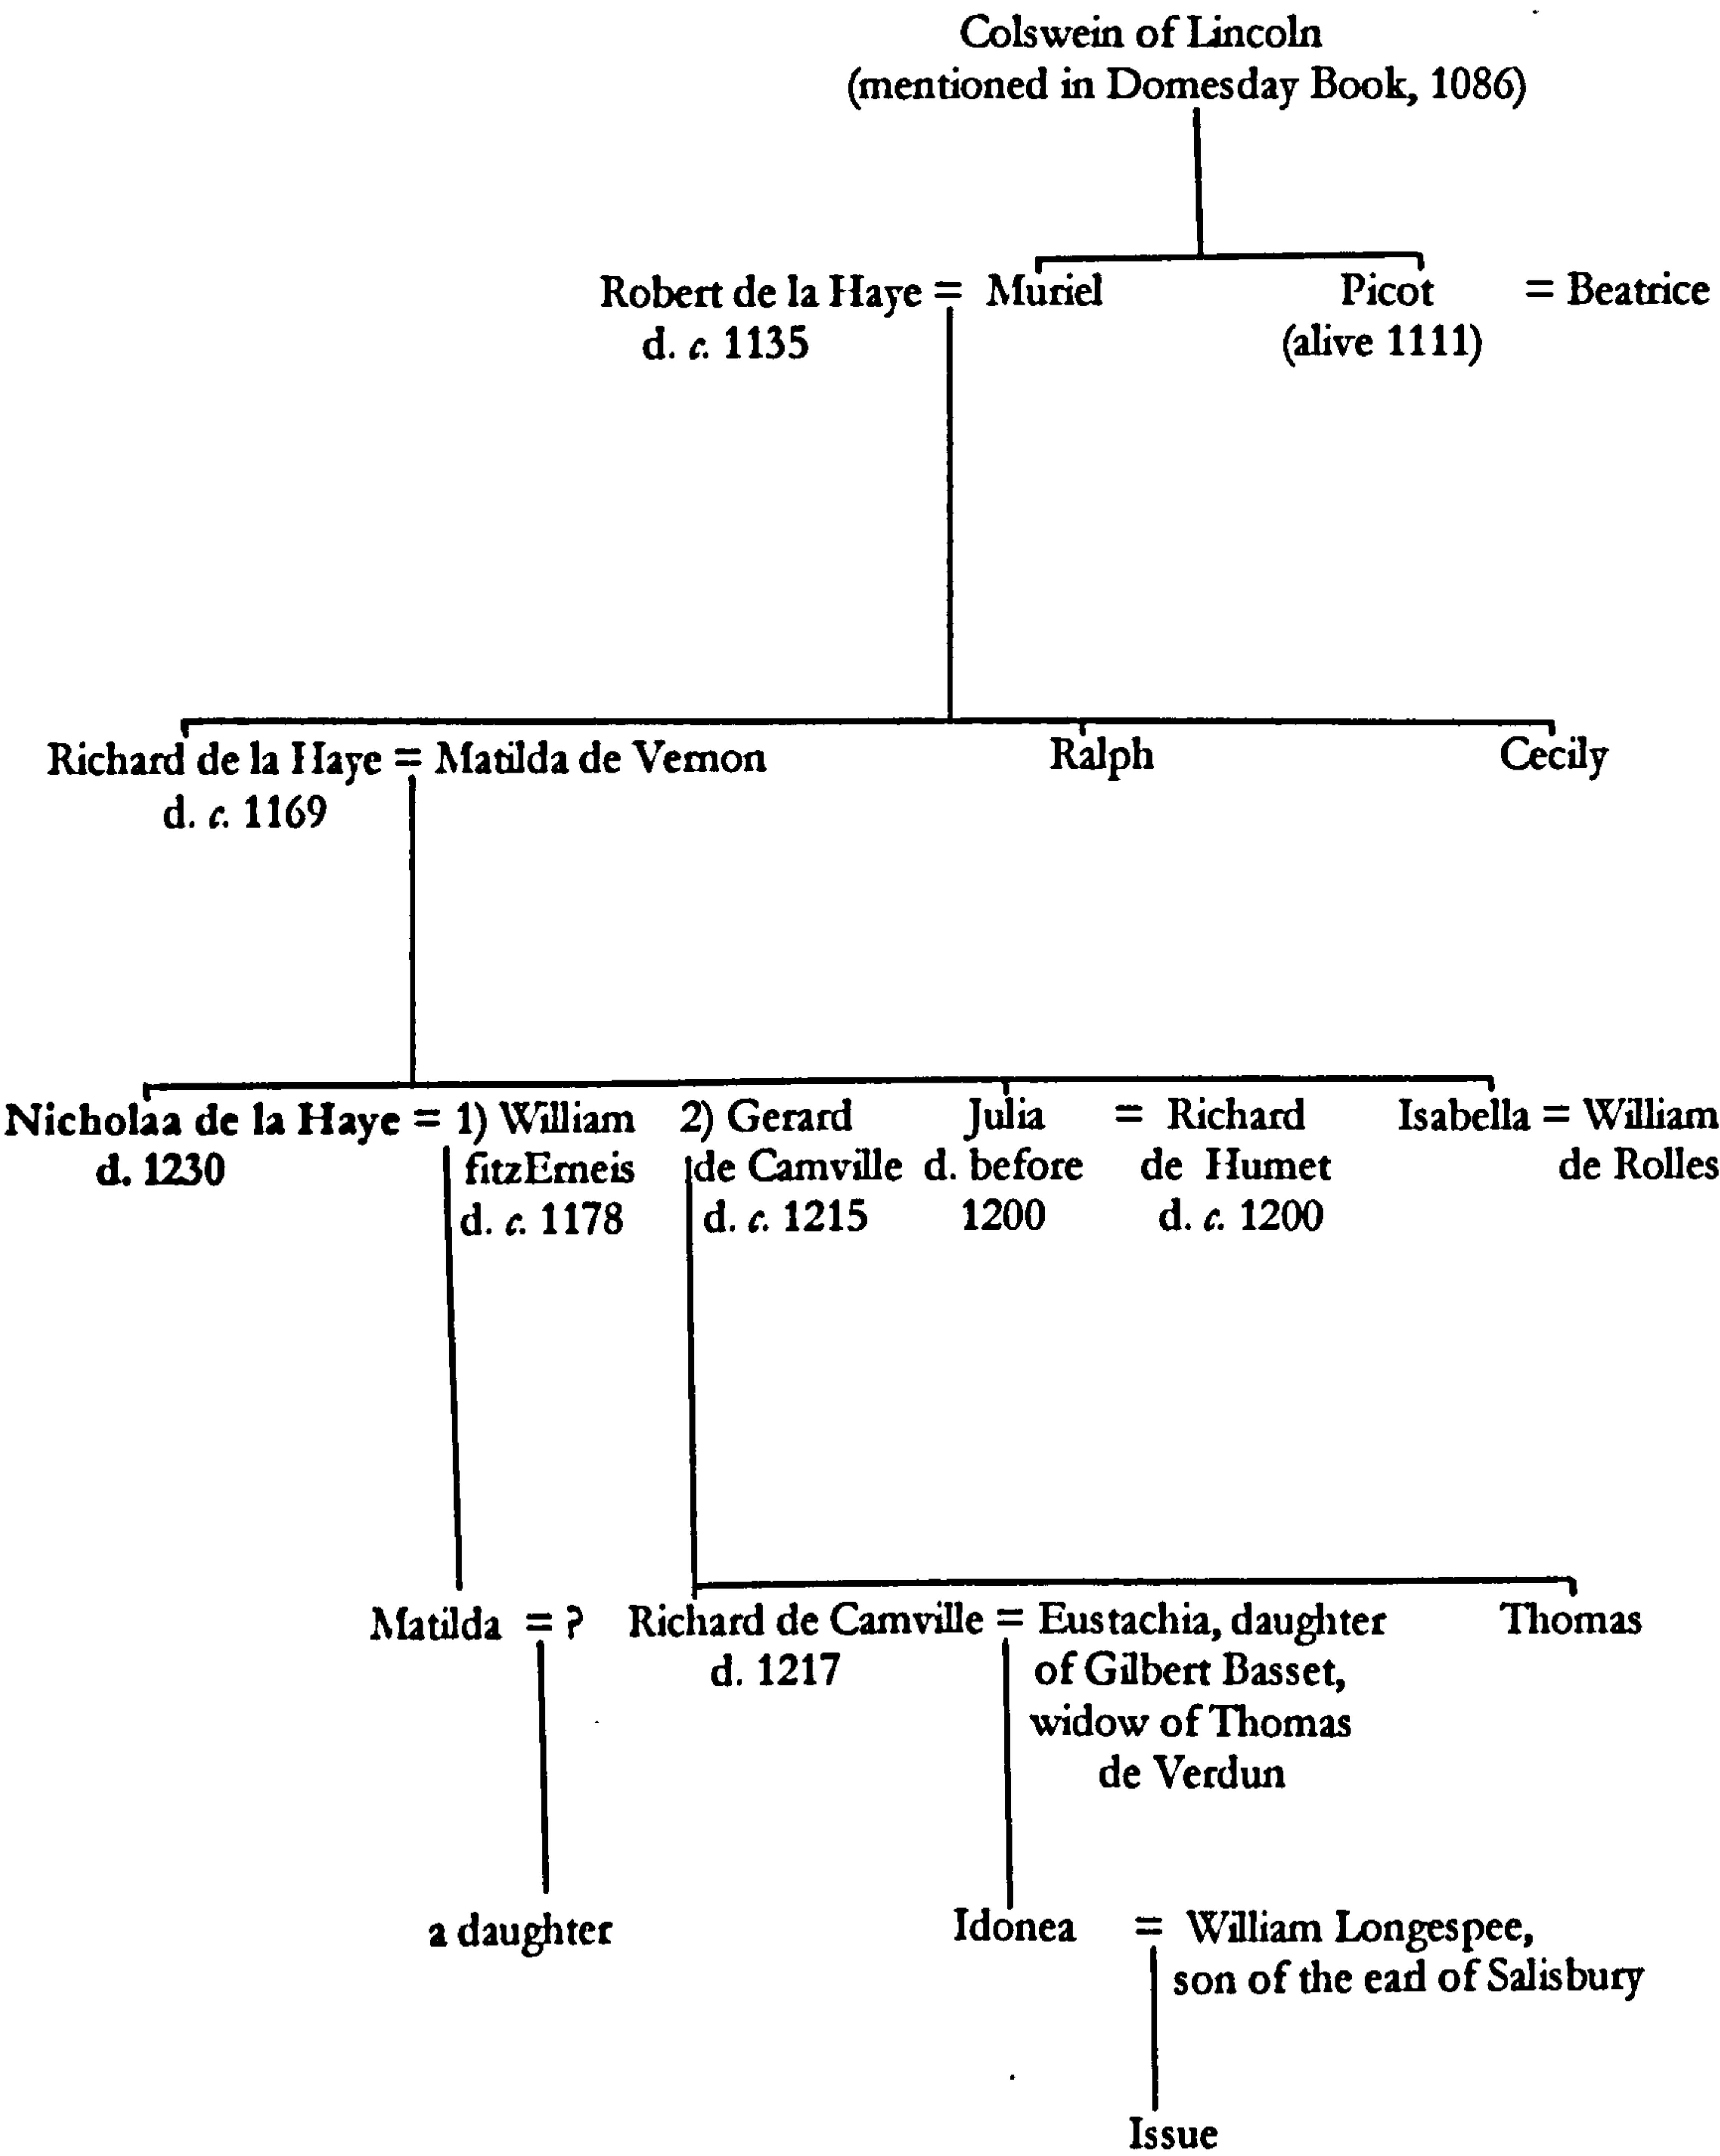 Colswein of Lincoln
(mentioned in Domesday Book, 1086)
Robert de la Haye = Muriel Picot = Beatrice
d. c. 1135 (alive 1111)
Richard de la Haye = Matilda de Vernon Ralph Cecily
d. c. 1169
Nicholaa de la Haye = 1) William 2) Gerard Julia = Richard Isabella = William
d. 1230 fitzErneis de Camville d. before de Humet de Rolles
d. c. 1178 d. c. 1215 1200 d. c. 1200
Matilda = ? Richard de Camville = Eustachia, daughter Thomas
d. 1217 of Gilbert Basset,
widow of Thomas
de Verdun
a daughter Idonea = William Longespee,
son of the earl of Salisbury
Issue